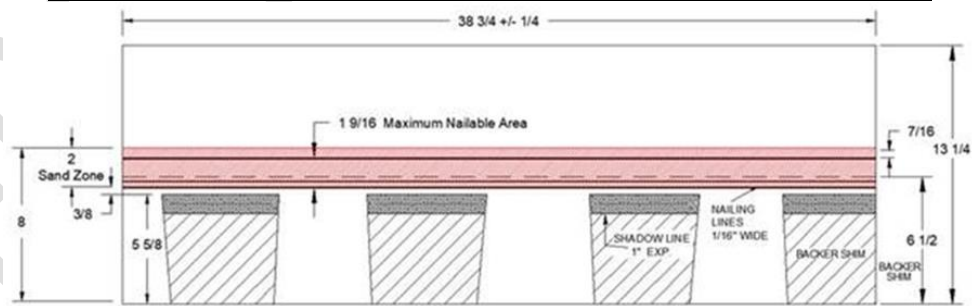 38 3/4 +/- 1/4
1 9/16 Maximum Nailable Area
7/16
13 1/4
2
Sand Zone
3/8
8
5 5/8
SHADOW LINE
1" EXP.
NAILING
LINES
1/16" WIDE
BACKER SHIM
BACKER
SHIM
6 1/2